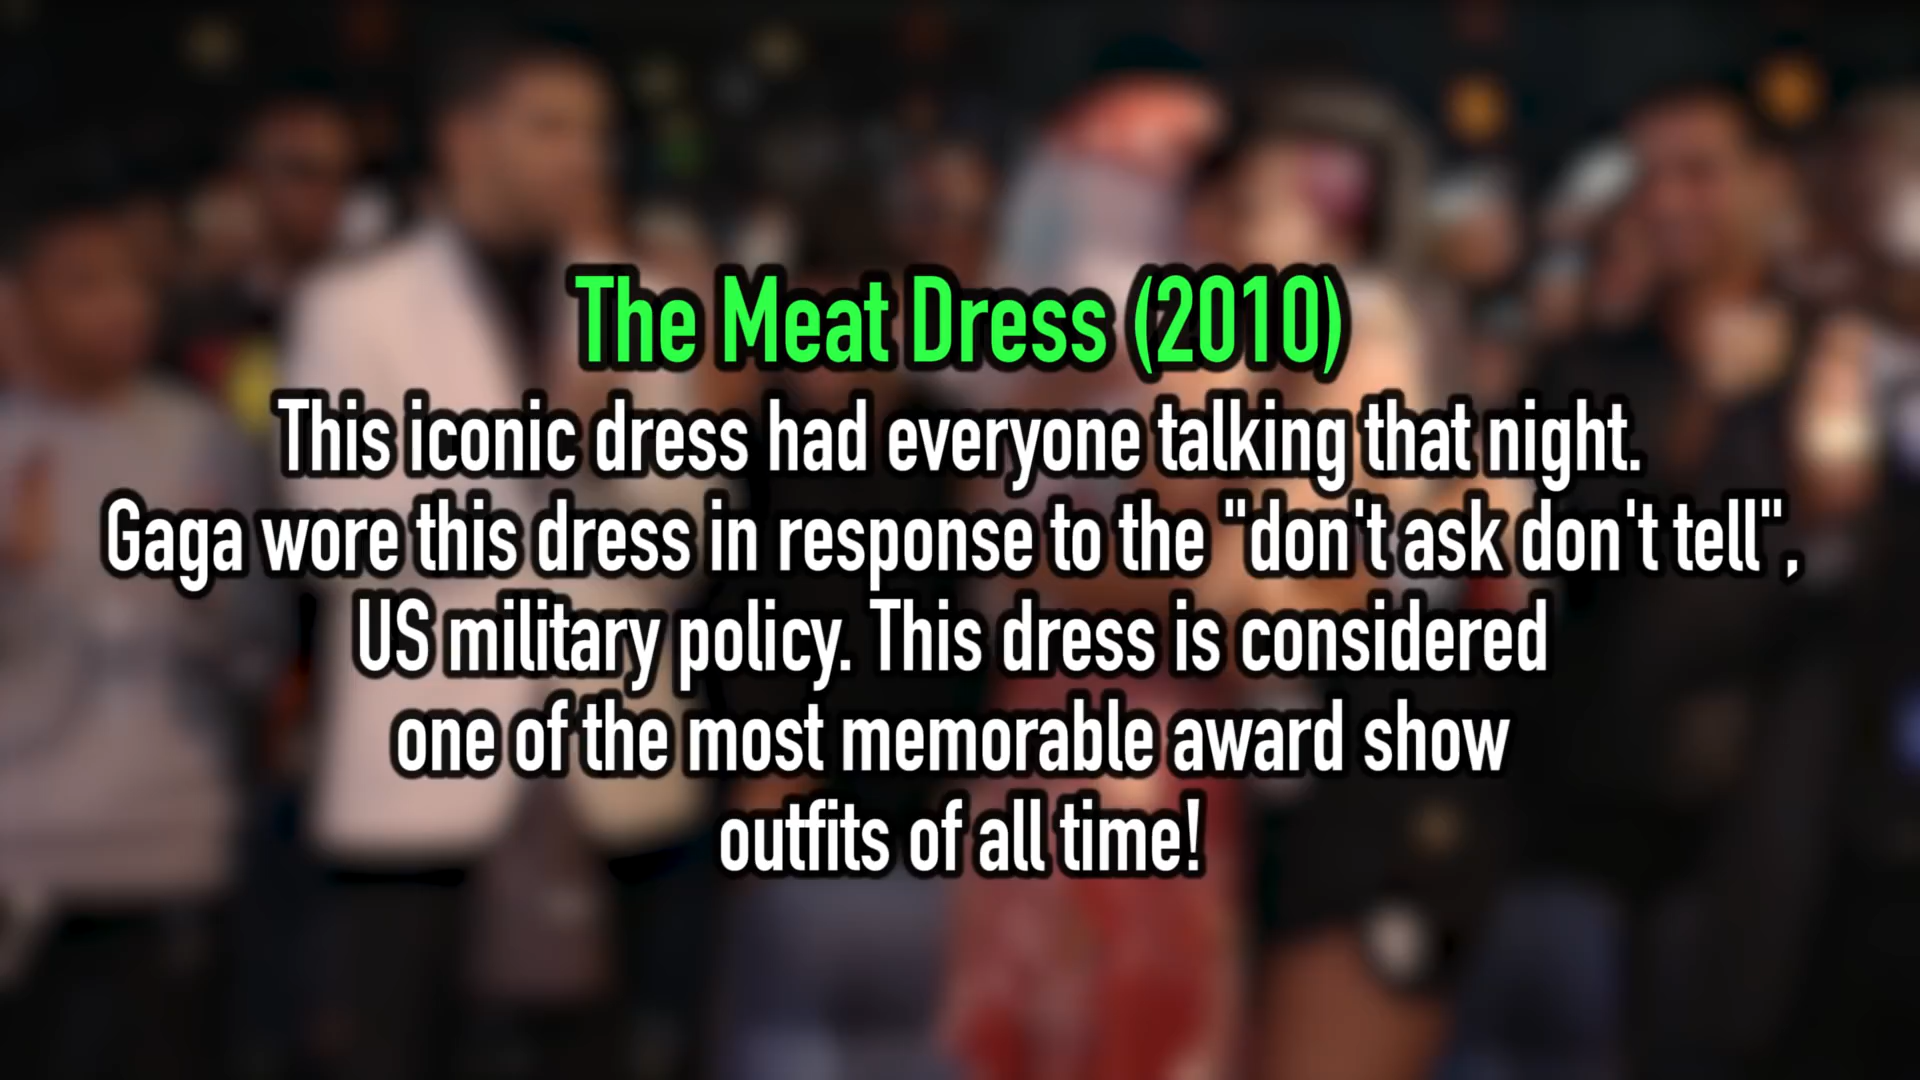 The Meat Dress (2010)
This iconic dress had everyone talking that night.
Gaga wore this dress in response to the "don't ask don't tell",
US military policy. This dress is considered
one of the most memorable award show
outfits of all time!